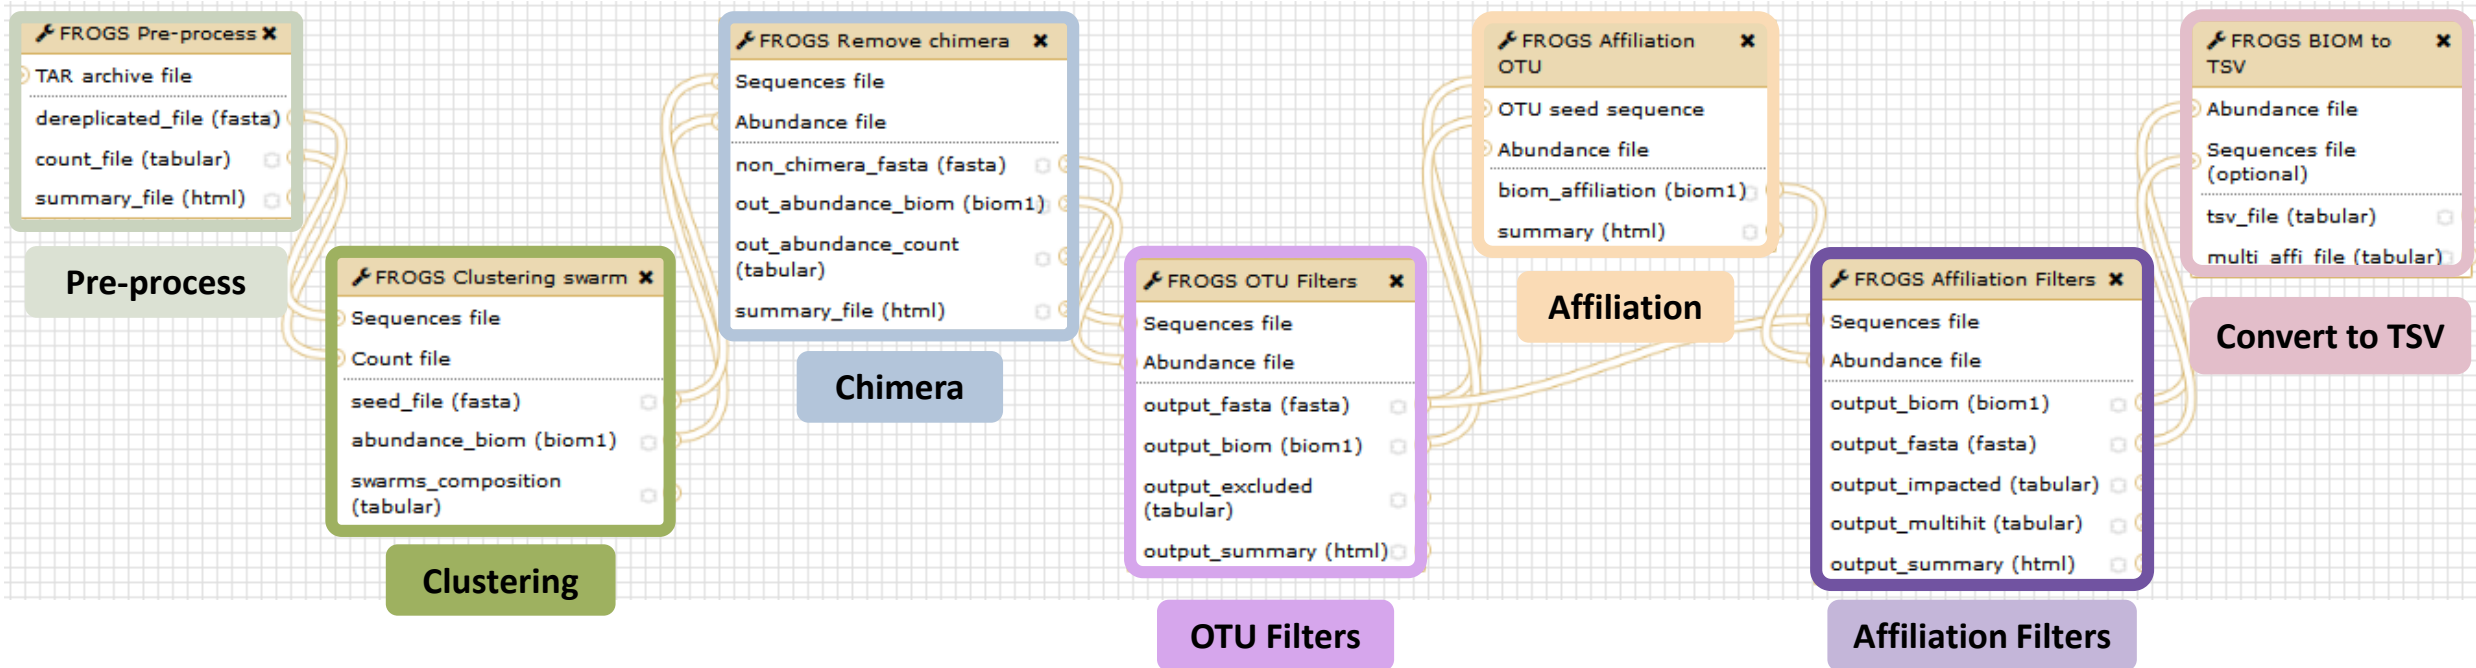 FROGS Pre-process
TAR archive file
dereplicated_file (fasta)
count_file (tabular)
summary_file (html)
Pre-process
FROGS Clustering swarm
Sequences file
Count file
seed_file (fasta)
abundance_biom (biom1)
swarms_composition
(tabular)
Clustering
FROGS Remove chimera
Sequences file
Abundance file
non_chimera_fasta (fasta)
out_abundance_biom (biom1)
out_abundance_count
(tabular)
summary_file (html)
Chimera
FROGS OTU Filters
Sequences file
Abundance file
output_fasta (fasta)
output_biom (biom1)
output_excluded
(tabular)
output_summary (html)
OTU Filters
FROGS Affiliation
OTU
OTU seed sequence
Abundance file
biom_affiliation (biom1)
summary (html)
Affiliation
FROGS Affiliation Filters
Sequences file
Abundance file
output_biom (biom1)
output_fasta (fasta)
output_impacted (tabular)
output_multihit (tabular)
output_summary (html)
Affiliation Filters
FROGS BIOM to
TSV
Abundance file
Sequences file
(optional)
tsv_file (tabular)
multi_affi_file (tabular)
Convert to TSV